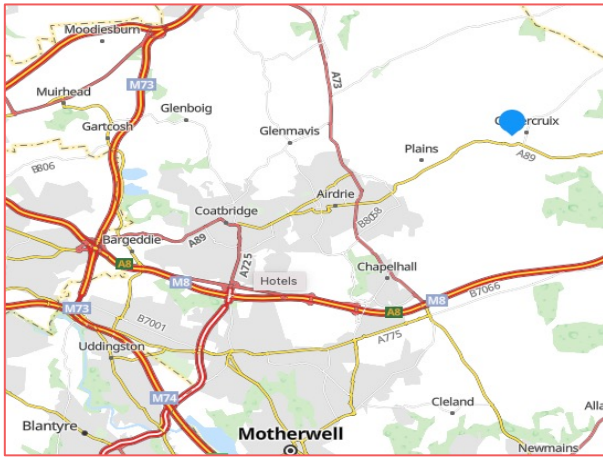 Moodiesburn
M73
A73
Muirhead
Glenboig
Gartcosh
Glenmavis
Plains
A89
B806
Airdrie
Coatbridge
B8058
A89
Bargeddie
A8
A725
M8
Hotels
Chapelhall
M73
A8
M8
B7066
B7001
A775
Uddingston
M74
Cleland
Blantyre
Motherwell
Newmains